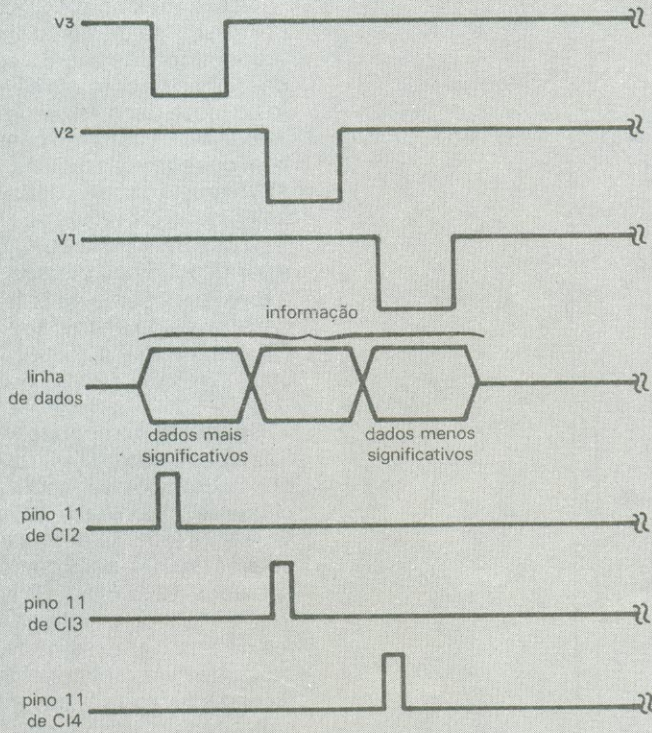 V3
V2
V1
informação
linha
de dados
dados mais
significativos
dados menos
significativos
pino 11
de CI2
pino 11
de CI3
pino 11
de CI4